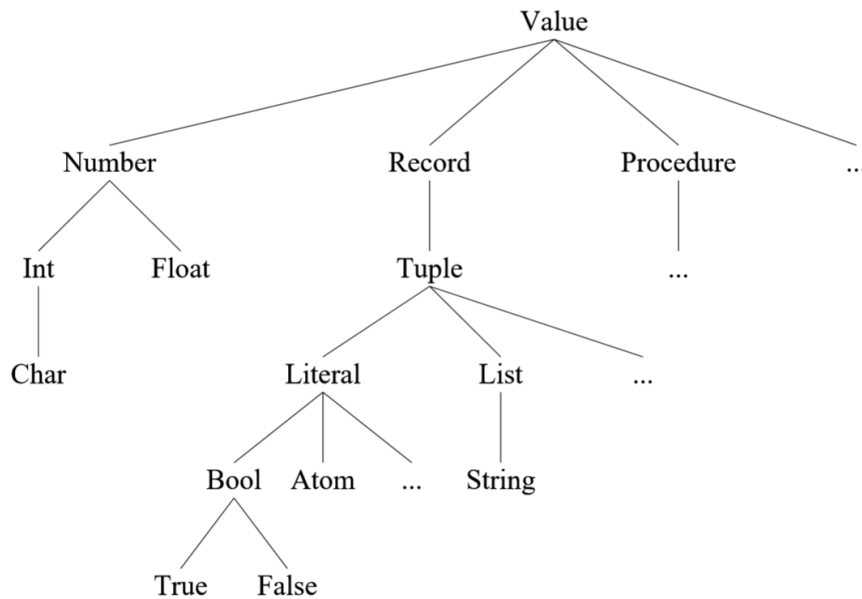 Value
Number Record Procedure ...
Int Float Tuple ...
Char Literal List ...
Bool Atom ... String
True False